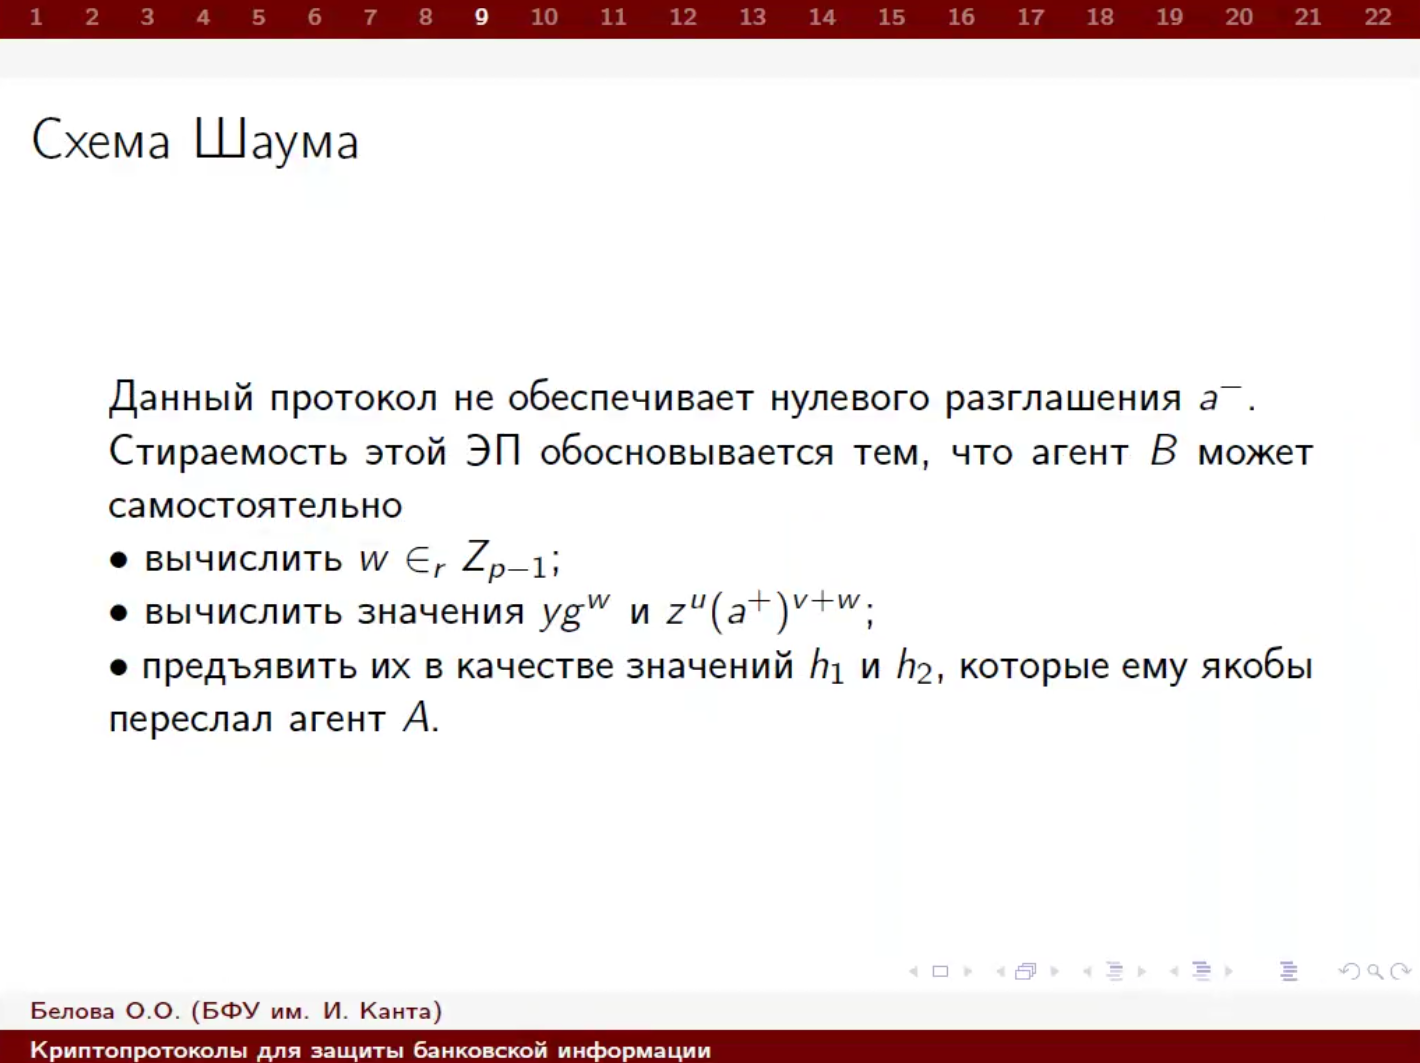 1 2 3 4 5 6 7 8 9 10 11 12 13 14 15 16 17 18 19 20 21 22
Схема Шаума
Данный протокол не обеспечивает нулевого разглашения a⁻.
Стираемость этой ЭП обосновывается тем, что агент B может
самостоятельно
• вычислить w ∈_r Z_{p−1};
• вычислить значения yg^w и z^u(a^+)^{v+w};
• предъявить их в качестве значений h₁ и h₂, которые ему якобы
переслал агент A.
Белова О.О. (БФУ им. И. Канта)
Криптопротоколы для защиты банковской информации